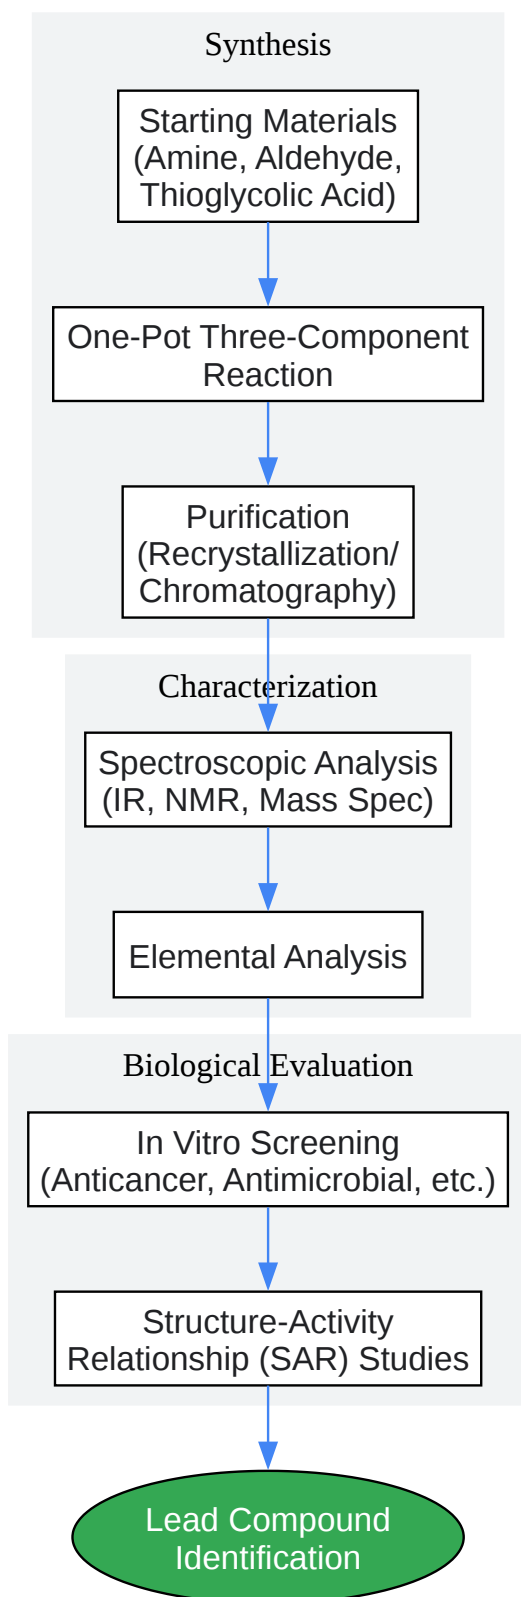 Synthesis
Starting Materials
(Amine, Aldehyde,
Thioglycolic Acid)
One-Pot Three-Component
Reaction
Purification
(Recrystallization/
Chromatography)
Characterization
Spectroscopic Analysis
(IR, NMR, Mass Spec)
Elemental Analysis
Biological Evaluation
In Vitro Screening
(Anticancer, Antimicrobial, etc.)
Structure-Activity
Relationship (SAR) Studies
Lead Compound
Identification